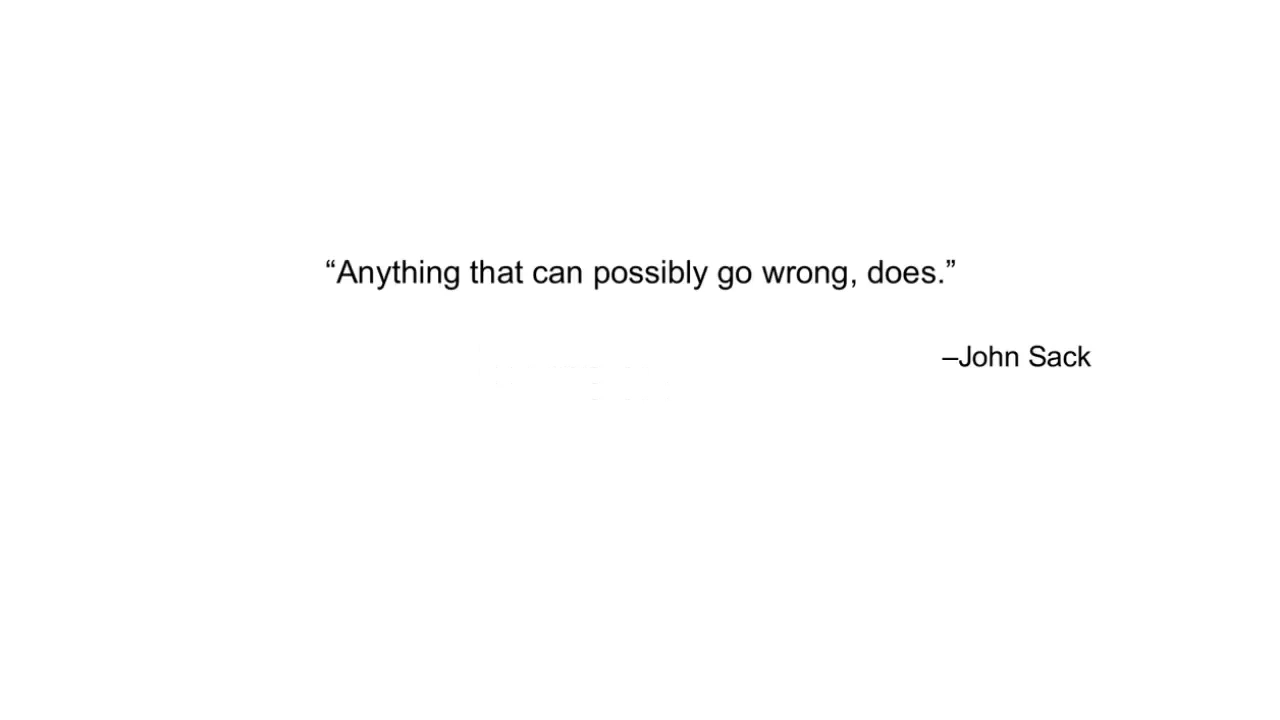 “Anything that can possibly go wrong, does.”
–John Sack